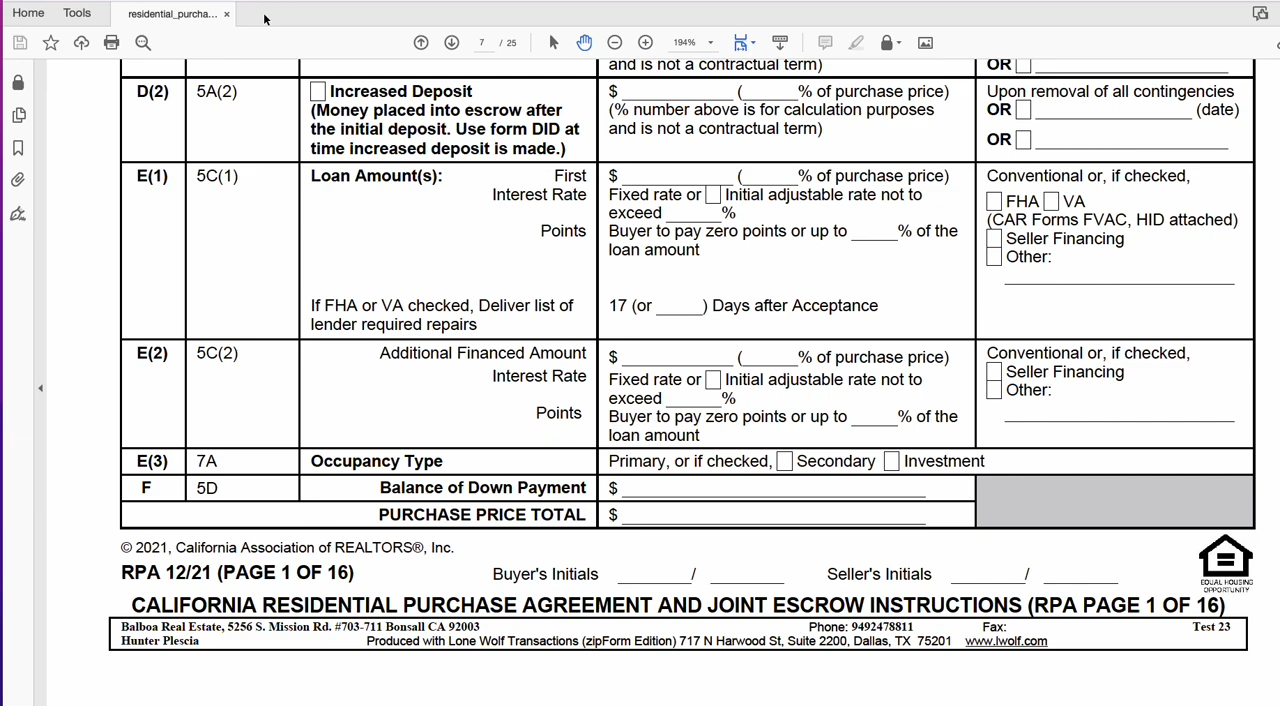 Home Tools residential_purcha... ×
7 / 25 194%
and is not a contractual term) OR
D(2) 5A(2) Increased Deposit $ ( % of purchase price) Upon removal of all contingencies
(Money placed into escrow after (% number above is for calculation purposes OR (date)
the initial deposit. Use form DID at and is not a contractual term)
time increased deposit is made.) OR
E(1) 5C(1) Loan Amount(s): First $ ( % of purchase price) Conventional or, if checked,
Interest Rate Fixed rate or Initial adjustable rate not to FHA VA
exceed % (CAR Forms FVAC, HID attached)
Points Buyer to pay zero points or up to % of the Seller Financing
loan amount Other:
If FHA or VA checked, Deliver list of 17 (or ) Days after Acceptance
lender required repairs
E(2) 5C(2) Additional Financed Amount $ ( % of purchase price) Conventional or, if checked,
Interest Rate Fixed rate or Initial adjustable rate not to Seller Financing
exceed % Other:
Points Buyer to pay zero points or up to % of the
loan amount
E(3) 7A Occupancy Type Primary, or if checked, Secondary Investment
F 5D Balance of Down Payment $
PURCHASE PRICE TOTAL $
© 2021, California Association of REALTORS®, Inc.
RPA 12/21 (PAGE 1 OF 16) Buyer's Initials / Seller's Initials /
EQUAL HOUSING
OPPORTUNITY
CALIFORNIA RESIDENTIAL PURCHASE AGREEMENT AND JOINT ESCROW INSTRUCTIONS (RPA PAGE 1 OF 16)
Balboa Real Estate, 5256 S. Mission Rd. #703-711 Bonsall CA 92003 Phone: 9492478811 Fax: Test 23
Hunter Plescia Produced with Lone Wolf Transactions (zipForm Edition) 717 N Harwood St, Suite 2200, Dallas, TX 75201 www.lwolf.com